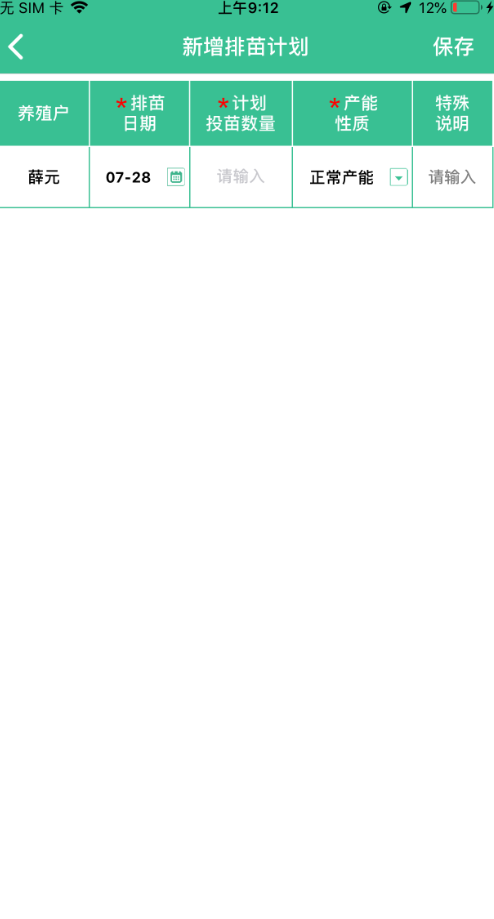 无 SIM 卡 上午9:12 12%
新增排苗计划 保存
养殖户 *排苗日期 *计划投苗数量 *产能性质 特殊说明
薛元 07-28 请输入 正常产能 请输入